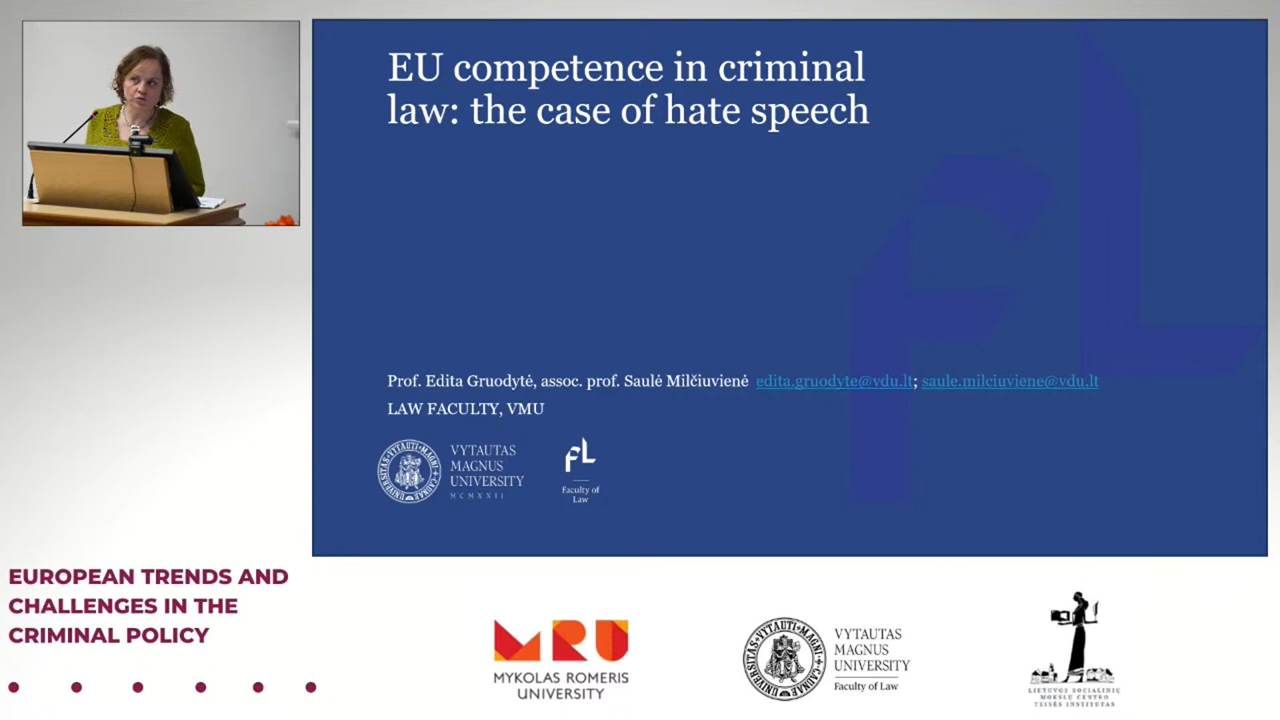 EU competence in criminal
law: the case of hate speech
Prof. Edita Gruodytė, assoc. prof. Saulė Milčiuvienė edita.gruodyte@vdu.lt; saule.milciuviene@vdu.lt
LAW FACULTY, VMU
VYTAUTAS
MAGNUS
UNIVERSITY
MCMXXII
FL
Faculty of
Law
EUROPEAN TRENDS AND
CHALLENGES IN THE
CRIMINAL POLICY
MRU
MYKOLAS ROMERIS
UNIVERSITY
VYTAUTAS
MAGNUS
UNIVERSITY
Faculty of Law
LIETUVOS SOCIALINIŲ
MOKSLŲ CENTRO
TEISĖS INSTITUTAS